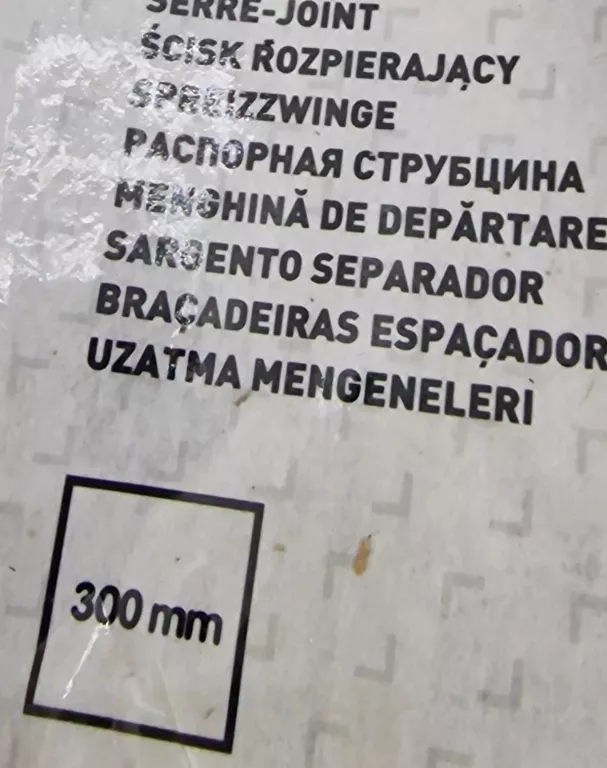 SERRE-JOINT
ŚCISK ROZPIERAJĄCY
SPREIZZWINGE
РАСПОРНАЯ СТРУБЦИНА
MENGHINĂ DE DEPĂRTARE
SARGENTO SEPARADOR
BRAÇADEIRAS ESPAÇADOR
UZATMA MENGENELERİ
300 mm